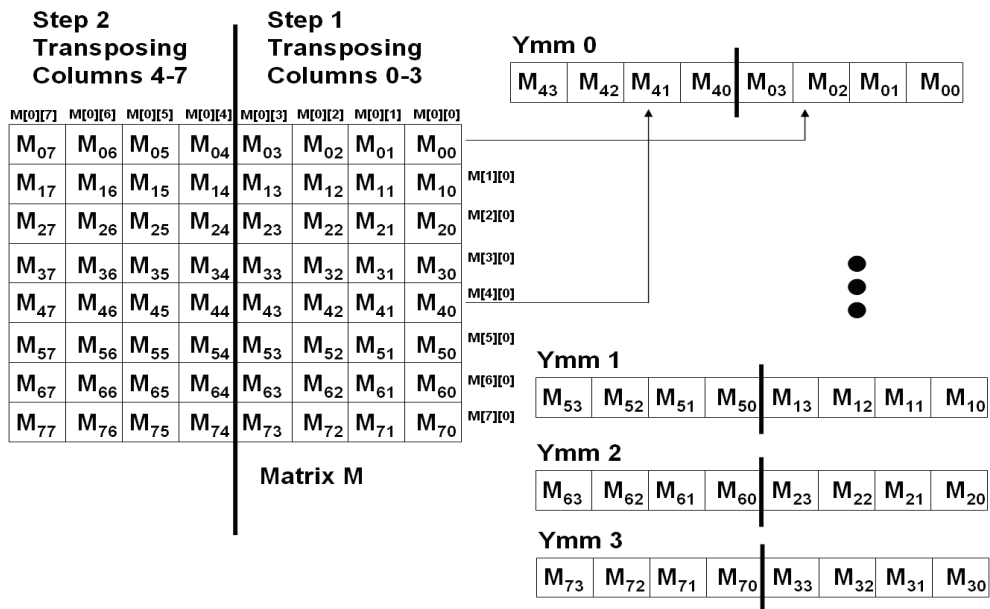 Step 2
Transposing
Columns 4-7
Step 1
Transposing
Columns 0-3
M[0][7] M[0][6] M[0][5] M[0][4] M[0][3] M[0][2] M[0][1] M[0][0]
M07 M06 M05 M04 M03 M02 M01 M00
M17 M16 M15 M14 M13 M12 M11 M10 M[1][0]
M27 M26 M25 M24 M23 M22 M21 M20 M[2][0]
M37 M36 M35 M34 M33 M32 M31 M30 M[3][0]
M47 M46 M45 M44 M43 M42 M41 M40 M[4][0]
M57 M56 M55 M54 M53 M52 M51 M50 M[5][0]
M67 M66 M65 M64 M63 M62 M61 M60 M[6][0]
M77 M76 M75 M74 M73 M72 M71 M70 M[7][0]
Matrix M
Ymm 0
M43 M42 M41 M40 M03 M02 M01 M00
Ymm 1
M53 M52 M51 M50 M13 M12 M11 M10
Ymm 2
M63 M62 M61 M60 M23 M22 M21 M20
Ymm 3
M73 M72 M71 M70 M33 M32 M31 M30